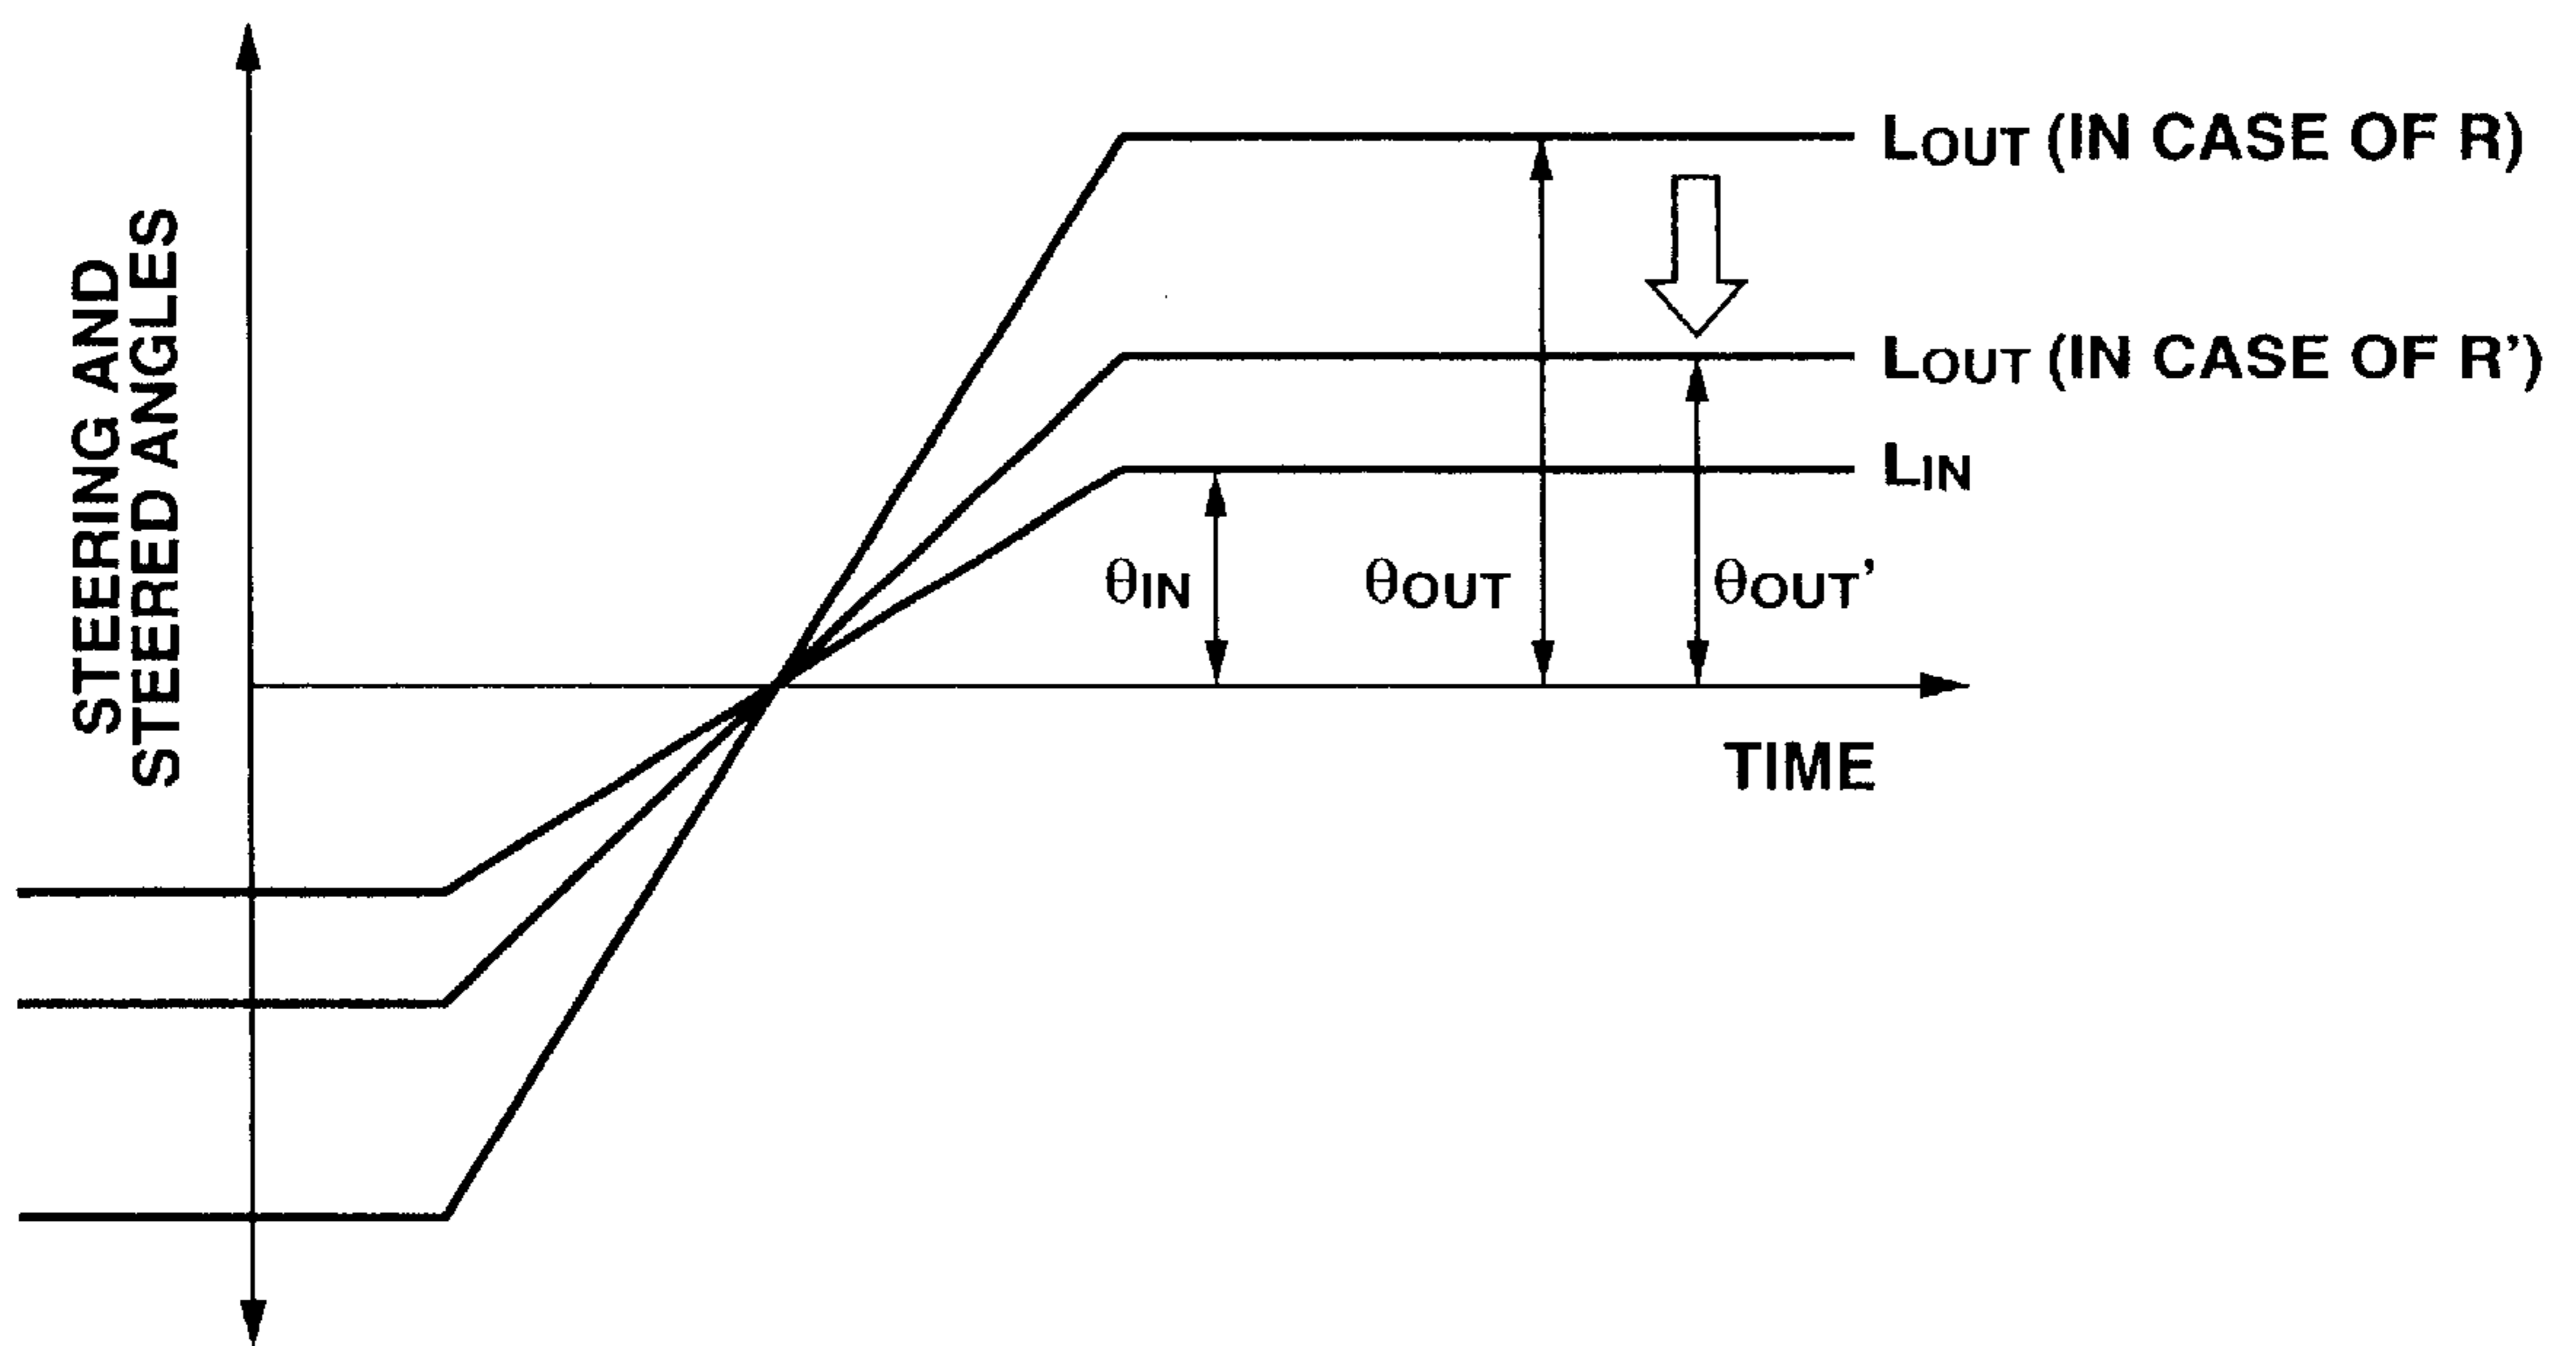 STEERING AND
STEERED ANGLES
LOUT (IN CASE OF R)
LOUT (IN CASE OF R')
LIN
θIN
θOUT
θOUT'
TIME